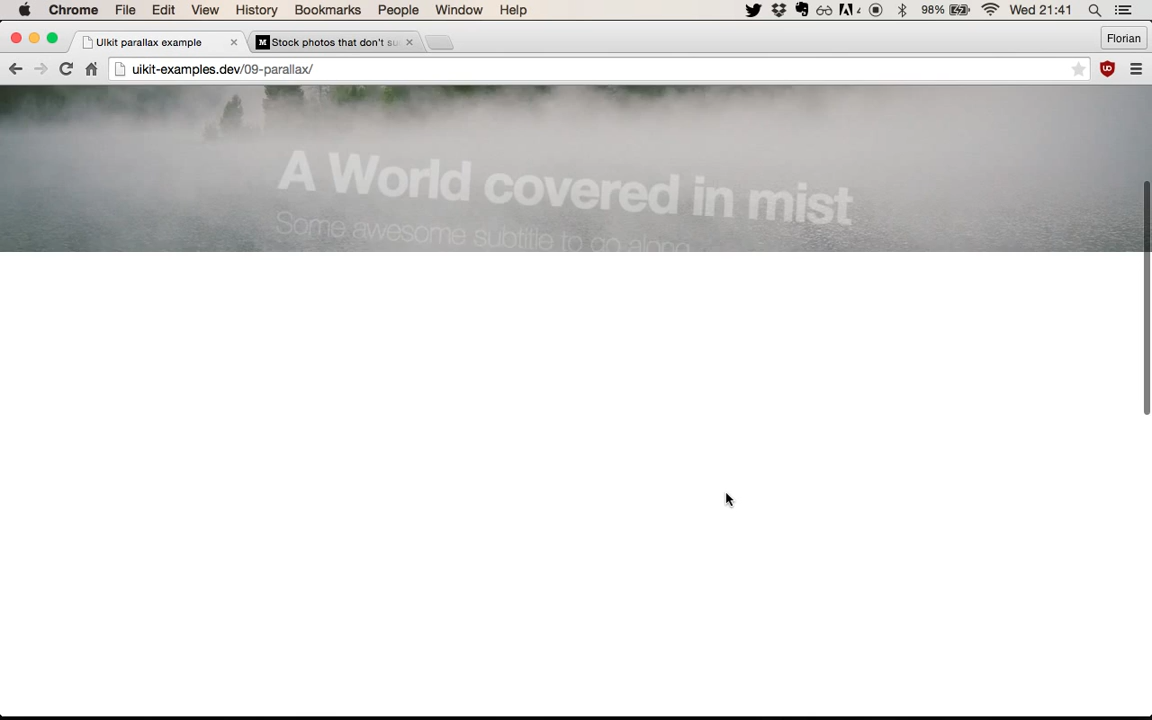 Chrome File Edit View History Bookmarks People Window Help 98% Wed 21:41
UIkit parallax example
Stock photos that don't su
Florian
uikit-examples.dev/09-parallax/
A World covered in mist
Some awesome subtitle to go along